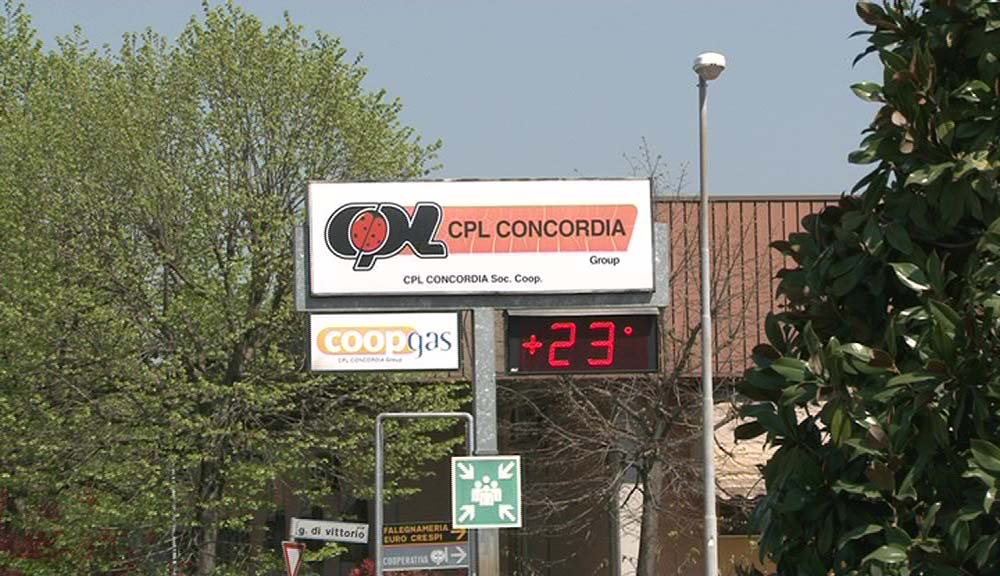 CPL
CPL CONCORDIA
Group
CPL CONCORDIA Soc. Coop.
coopgas
CPL CONCORDIA Group
+23°
g. di vittorio
FALEGNAMERIA
EURO CRESPI
COOPERATIVA